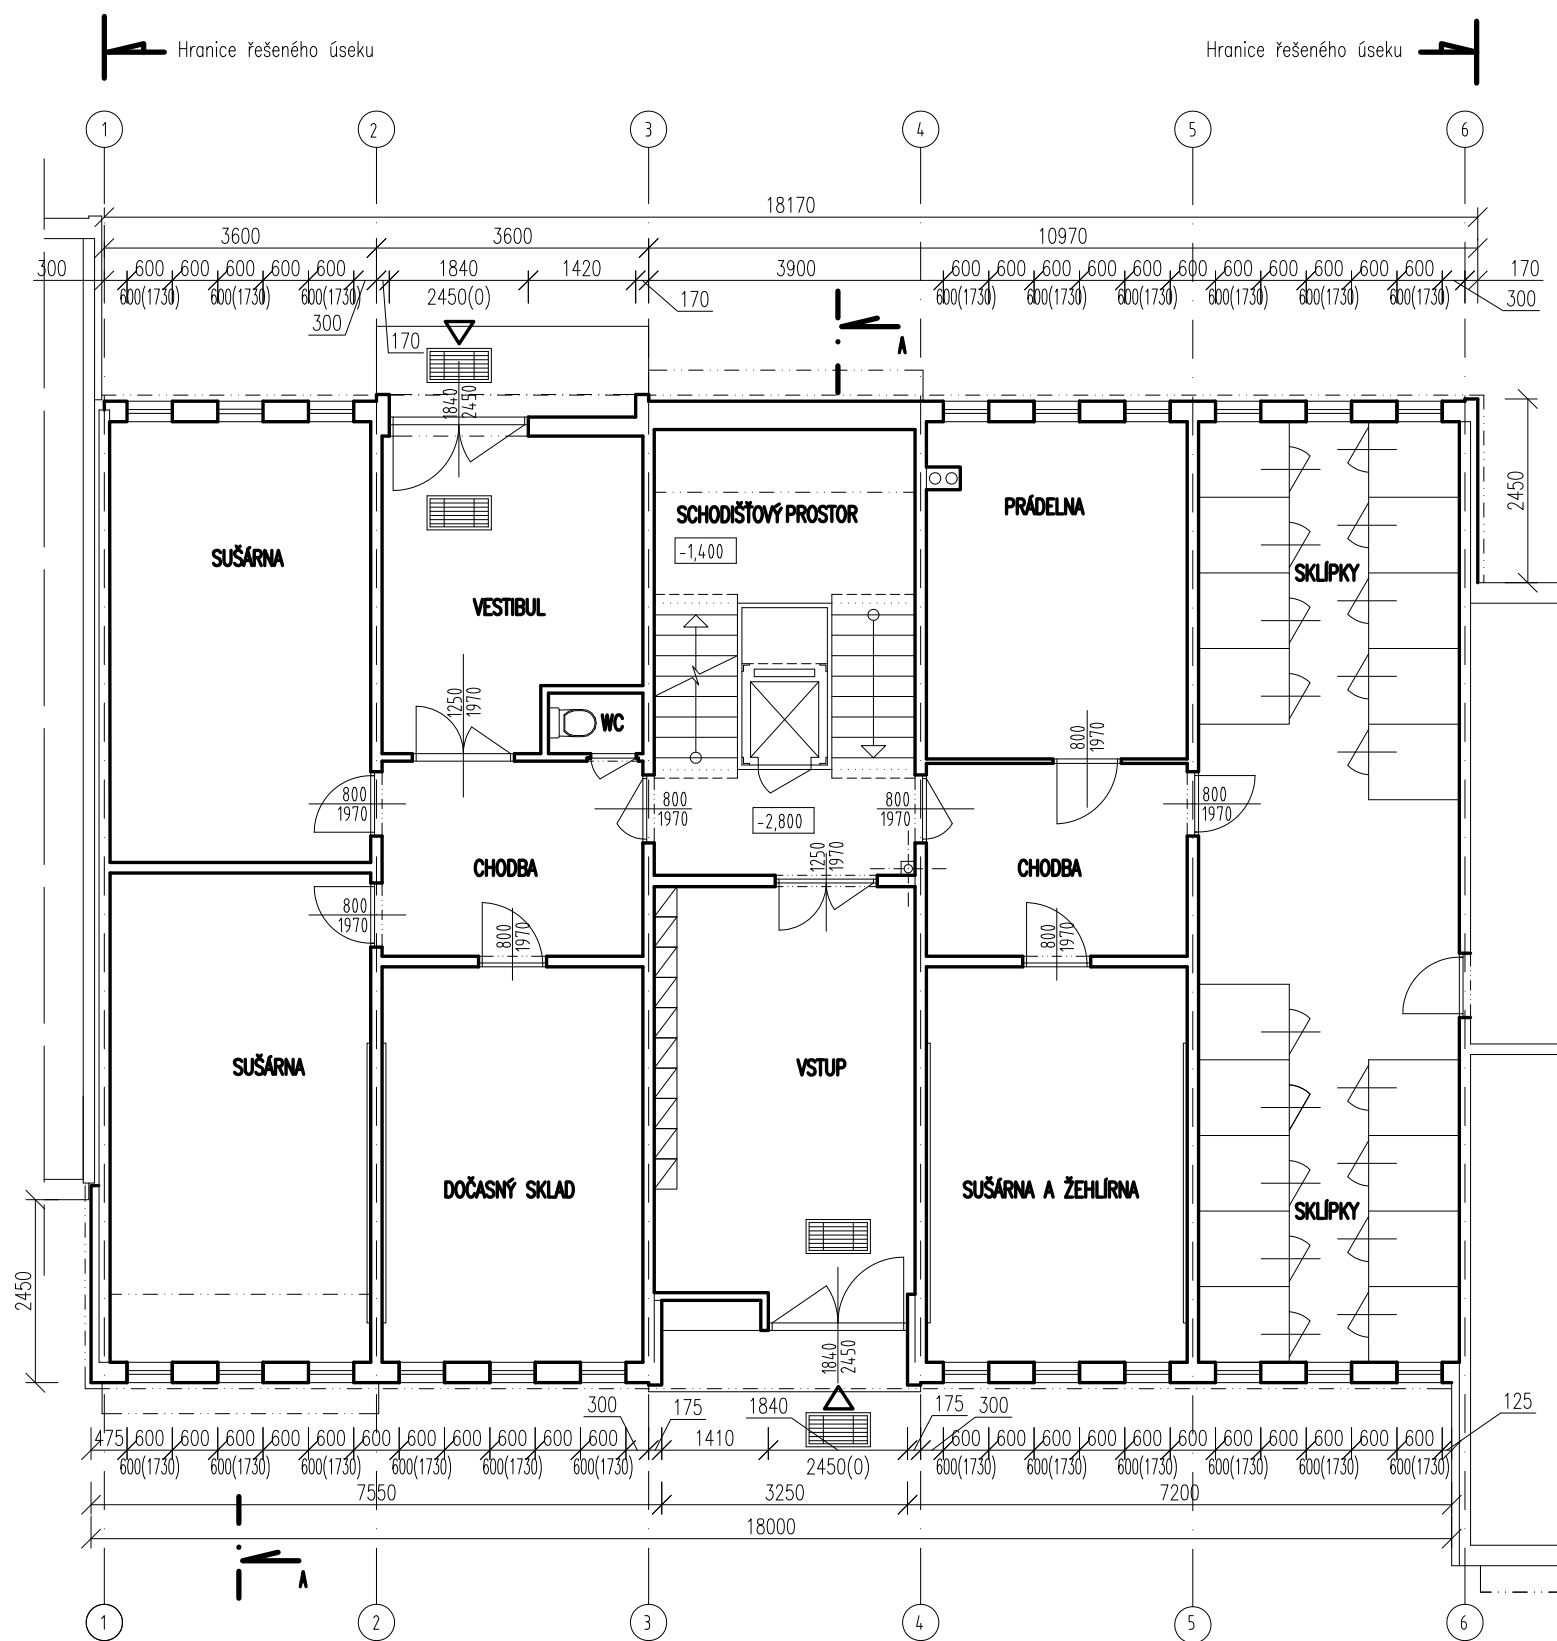 Hranice řešeného úseku Hranice řešeného úseku
1 2 3 4 5 6
18170
3600 3600 10970
300 600 600 600 600 600 1840 1420 3900 600 600 600 600 600 600 600 600 600 600 600 170
600(1730) 600(1730) 600(1730) 2450(0) 170 600(1730) 600(1730) 600(1730) 600(1730) 600(1730) 600(1730) 300
300 170
A
1840
2450
2450
SCHODIŠŤOVÝ PROSTOR PRÁDELNA
-1,400
SUŠÁRNA SKLÍPKY
VESTIBUL
1250
1970
WC
800
1970
800
1970
800
1970
800
1970
800
1970
-2,800
CHODBA CHODBA
1250
1970
800
1970
800
1970
800
1970
SUŠÁRNA VSTUP
DOČASNÝ SKLAD SUŠÁRNA A ŽEHLÍRNA
SKLÍPKY
2450
1840
2450
300 175 1840 175 300 125
475 600 600 600 600 600 600 600 600 600 600 600 1410 600 600 600 600 600 600 600 600 600 600 600
600(1730) 600(1730) 600(1730) 600(1730) 600(1730) 600(1730) 2450(0) 600(1730) 600(1730) 600(1730) 600(1730) 600(1730) 600(1730)
7550 3250 7200
18000
A
1 2 3 4 5 6